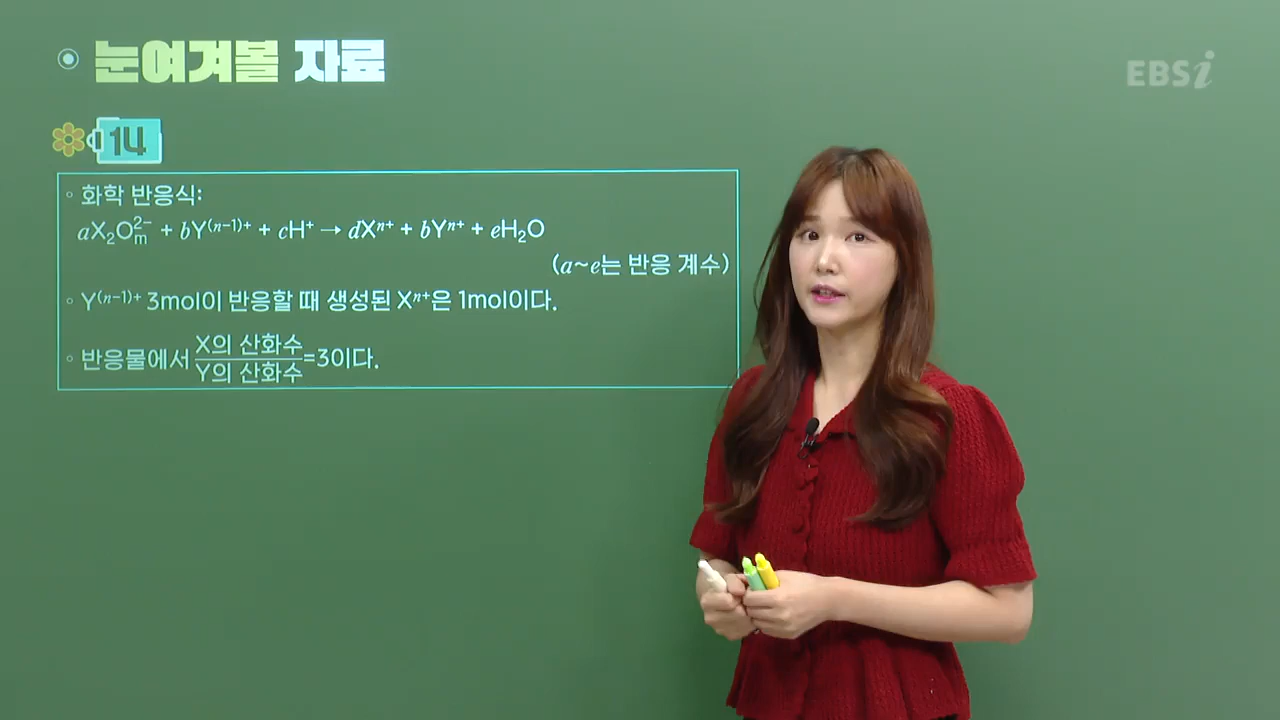 눈여겨볼 자료
EBSi
14
◦ 화학 반응식:
aX₂Oₘ²⁻ + bY⁽ⁿ⁻¹⁾⁺ + cH⁺ → dXⁿ⁺ + bYⁿ⁺ + eH₂O
(a~e는 반응 계수)
◦ Y⁽ⁿ⁻¹⁾⁺ 3mol이 반응할 때 생성된 Xⁿ⁺은 1mol이다.
◦ 반응물에서 X의 산화수/Y의 산화수=3이다.